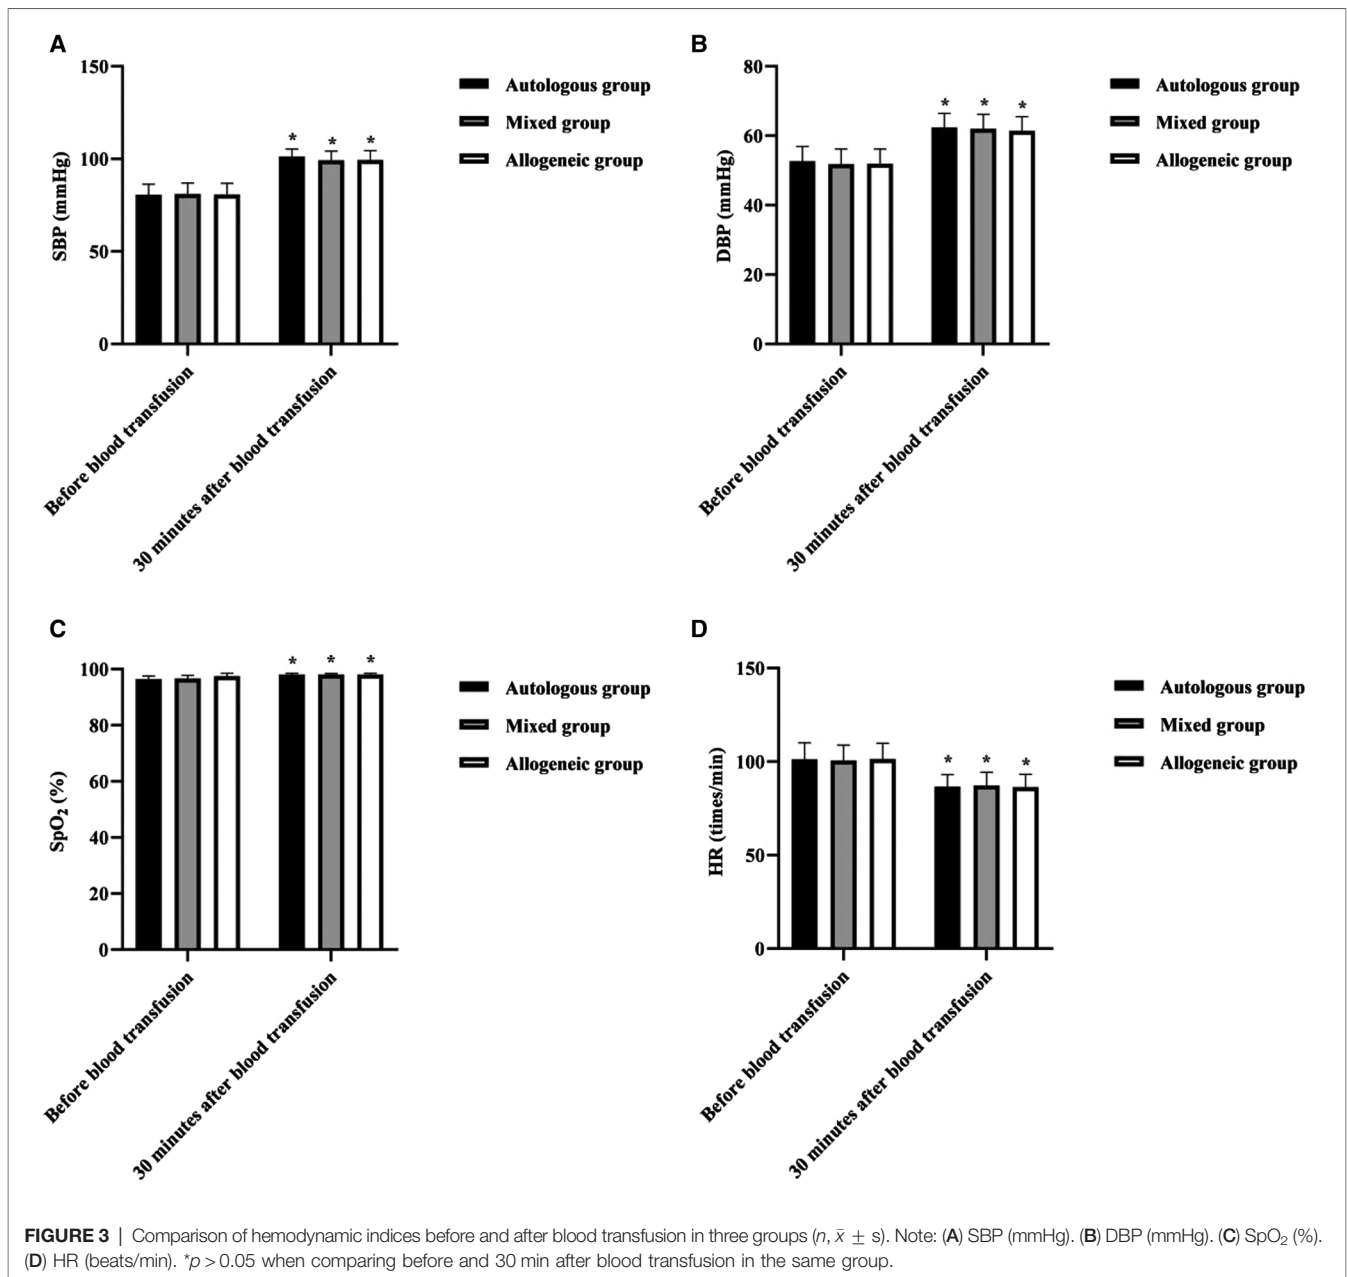 A
150
100
50
0
SBP (mmHg)
* * *
Autologous group
Mixed group
Allogeneic group
Before blood transfusion
30 minutes after blood transfusion
B
80
60
40
20
0
DBP (mmHg)
* * *
Autologous group
Mixed group
Allogeneic group
Before blood transfusion
30 minutes after blood transfusion
C
100
80
60
40
20
0
SpO₂ (%)
* * *
Autologous group
Mixed group
Allogeneic group
Before blood transfusion
30 minutes after blood transfusion
D
150
100
50
0
HR (times/min)
* * *
Autologous group
Mixed group
Allogeneic group
Before blood transfusion
30 minutes after blood transfusion
FIGURE 3 | Comparison of hemodynamic indices before and after blood transfusion in three groups (n, x̄ ± s). Note: (A) SBP (mmHg). (B) DBP (mmHg). (C) SpO₂ (%).
(D) HR (beats/min). *p > 0.05 when comparing before and 30 min after blood transfusion in the same group.